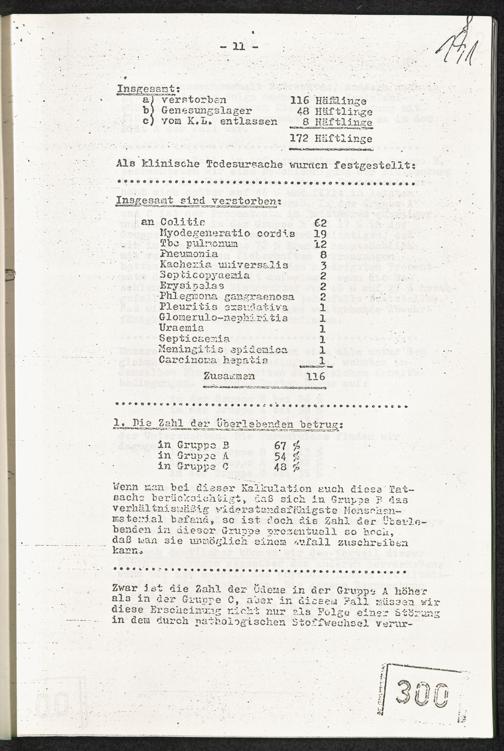 - 11 -
Insgesamt:
a) verstorben 116 Häftlinge
b) Genesungslager 48 Häftlinge
c) vom K.L. entlassen 8 Häftlinge
172 Häftlinge
Als klinische Todesursache wurden festgestellt:
Insgesamt sind verstorben:
an Colitis 62
Myodegeneratio cordis 19
Tbc pulmonum 12
Pneumonia 8
Kachexia universalis 3
Septicopyaemia 2
Erysipelas 2
Phlegmona gangraenosa 2
Pleuritis exsudativa 1
Glomerulo-nephiritis 1
Uraemia 1
Septicaemia 1
Meningitis epidemica 1
Carcinoma hepatis 1
Zusammen 116
1. Die Zahl der Überlebenden betrug:
in Gruppe B 67 %
in Gruppe A 54 %
in Gruppe C 48 %
Wenn man bei dieser Kalkulation auch diese Tat-
sache berücksichtigt, daß sich in Gruppe B das
verhältnismäßig widerstandsfähigste Menschen-
material befand, so ist doch die Zahl der Überle-
benden in dieser Gruppe prozentuell so hoch,
daß man sie unmöglich einem Zufall zuschreiben
kann.
Zwar ist die Zahl der Ödeme in der Gruppe A höher
als in der Gruppe C, aber in diesem Fall müssen wir
diese Erscheinung nicht nur als Folge einer Störung
in dem durch pathologischen Stoffwechsel verur-
300